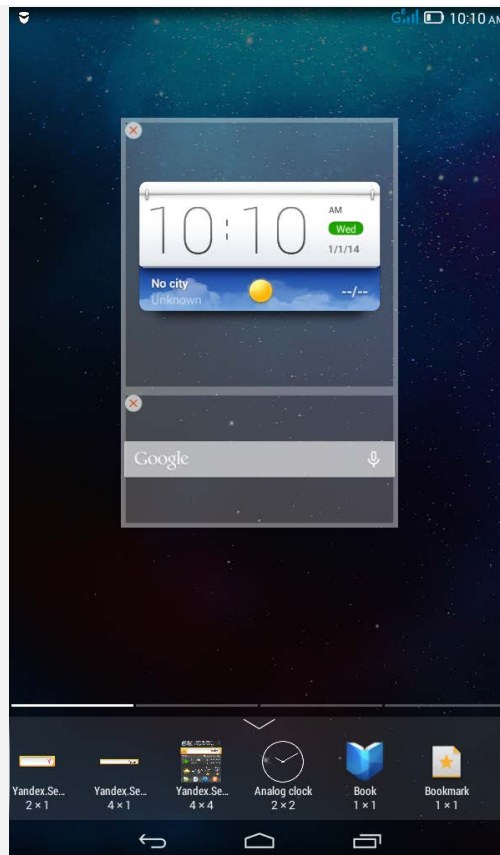 G 10:10 AM
10:10
AM
Wed
1/1/14
No city
Unknown
--/--
Google
Yandex.Se...
2 × 1
Yandex.Se...
4 × 1
Yandex.Se...
4 × 4
Analog clock
2 × 2
Book
1 × 1
Bookmark
1 × 1